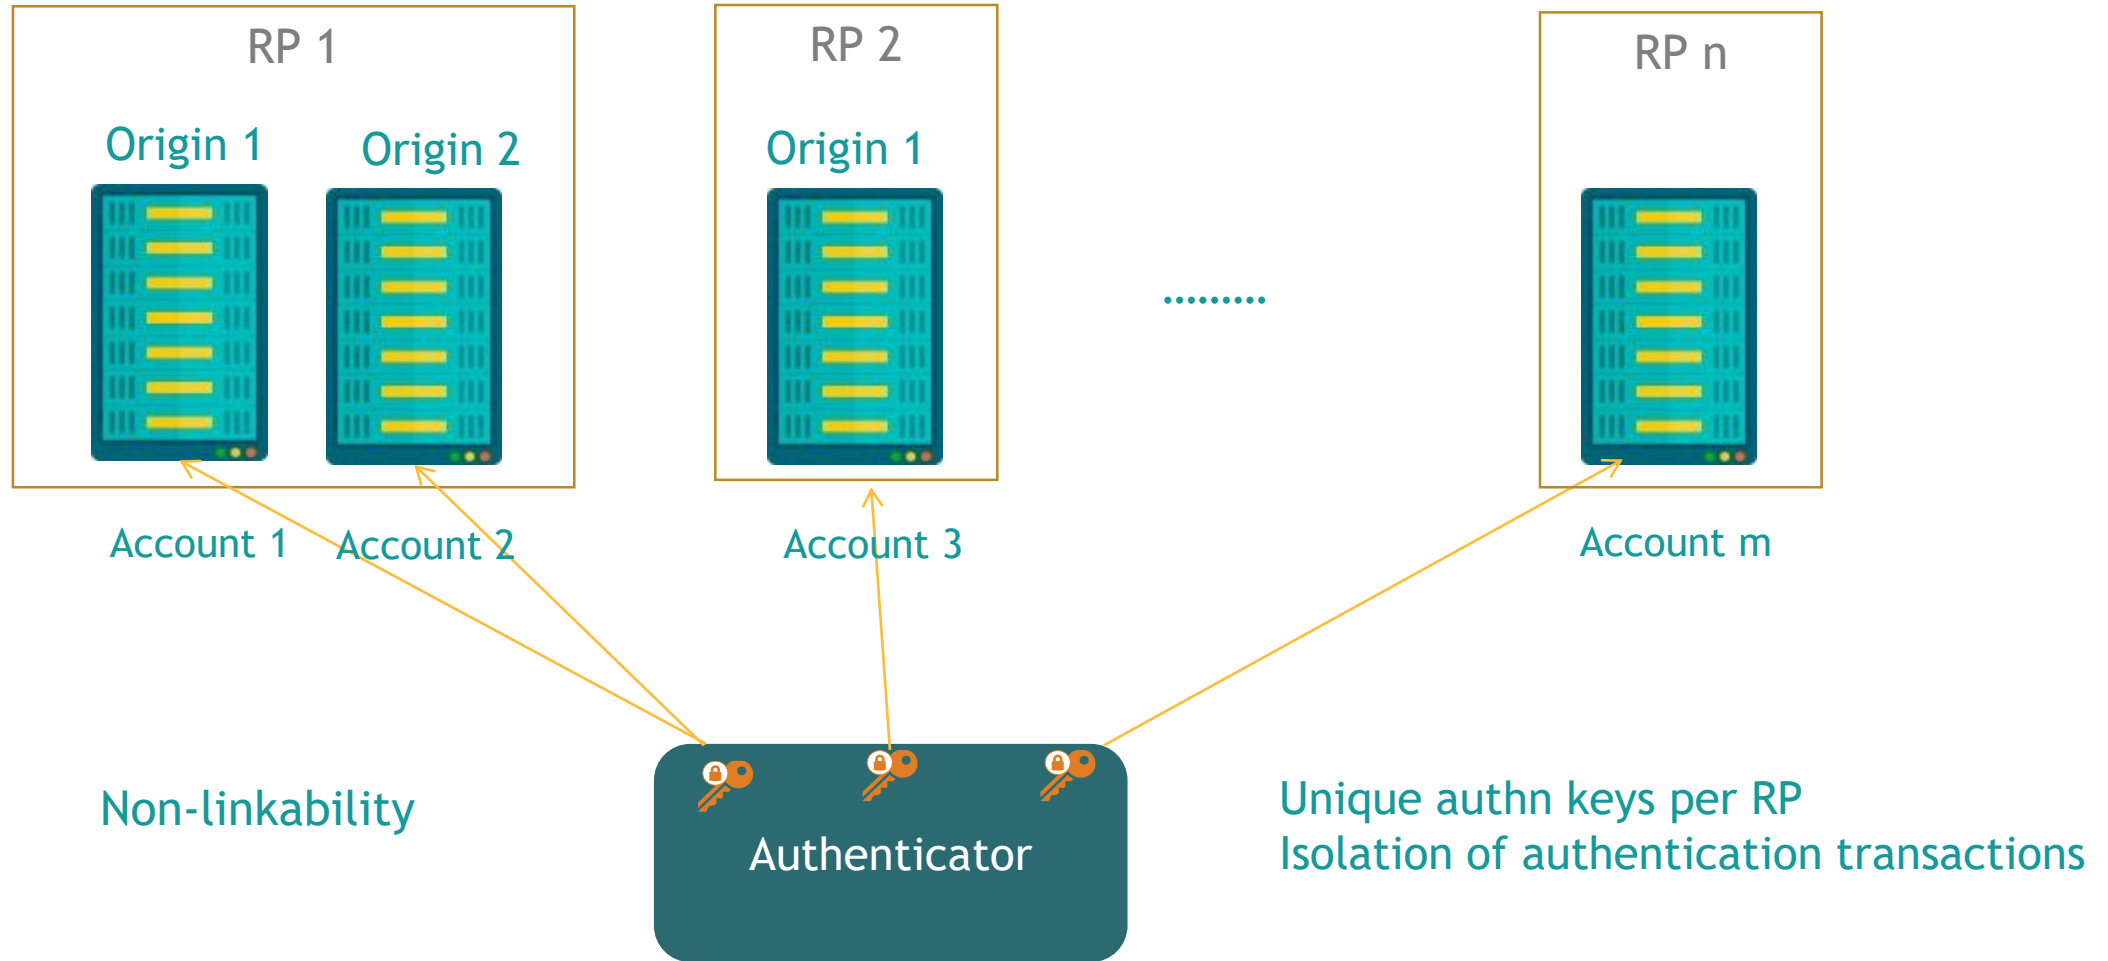 RP 1
RP 2
RP n
Origin 1
Origin 2
Origin 1
.........
Account 1
Account 2
Account 3
Account m
Non-linkability
Authenticator
Unique authn keys per RP
Isolation of authentication transactions